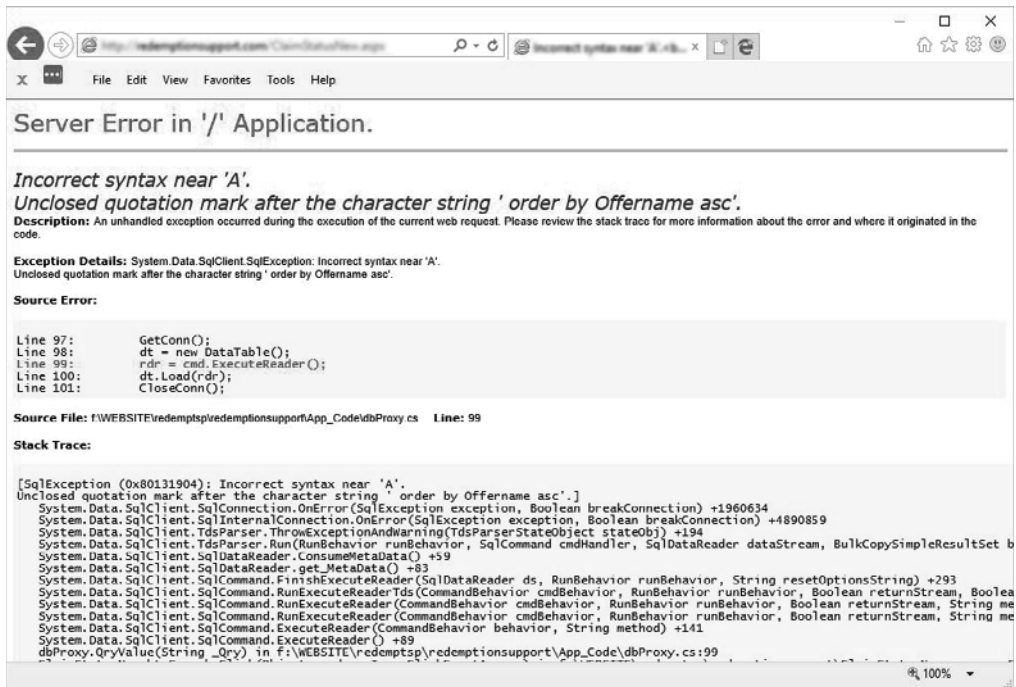 http://redemptionsupport.com/ClaimStatusNew.aspx
Incorrect syntax near 'A'.<b...
x
File Edit View Favorites Tools Help
Server Error in '/' Application.
Incorrect syntax near 'A'.
Unclosed quotation mark after the character string ' order by Offername asc'.
Description: An unhandled exception occurred during the execution of the current web request. Please review the stack trace for more information about the error and where it originated in the
code.
Exception Details: System.Data.SqlClient.SqlException: Incorrect syntax near 'A'.
Unclosed quotation mark after the character string ' order by Offername asc'.
Source Error:
Line 97: GetConn();
Line 98: dt = new DataTable();
Line 99: rdr = cmd.ExecuteReader();
Line 100: dt.Load(rdr);
Line 101: CloseConn();
Source File: f:\WEBSITE\redemptsp\redemptionsupport\App_Code\dbProxy.cs Line: 99
Stack Trace:
[SqlException (0x80131904): Incorrect syntax near 'A'.
Unclosed quotation mark after the character string ' order by Offername asc'.]
System.Data.SqlClient.SqlConnection.OnError(SqlException exception, Boolean breakConnection) +1960634
System.Data.SqlClient.SqlInternalConnection.OnError(SqlException exception, Boolean breakConnection) +4890859
System.Data.SqlClient.TdsParser.ThrowExceptionAndWarning(TdsParserStateObject stateObj) +194
System.Data.SqlClient.TdsParser.Run(RunBehavior runBehavior, SqlCommand cmdHandler, SqlDataReader dataStream, BulkCopySimpleResultSet b
System.Data.SqlClient.SqlDataReader.ConsumeMetaData() +59
System.Data.SqlClient.SqlDataReader.get_MetaData() +83
System.Data.SqlClient.SqlCommand.FinishExecuteReader(SqlDataReader ds, RunBehavior runBehavior, String resetOptionsString) +293
System.Data.SqlClient.SqlCommand.RunExecuteReaderTds(CommandBehavior cmdBehavior, RunBehavior runBehavior, Boolean returnStream, Boolea
System.Data.SqlClient.SqlCommand.RunExecuteReader(CommandBehavior cmdBehavior, RunBehavior runBehavior, Boolean returnStream, String me
System.Data.SqlClient.SqlCommand.RunExecuteReader(CommandBehavior cmdBehavior, RunBehavior runBehavior, Boolean returnStream, String me
System.Data.SqlClient.SqlCommand.ExecuteReader(CommandBehavior behavior, String method) +141
System.Data.SqlClient.SqlCommand.ExecuteReader() +89
dbProxy.QryValue(String _Qry) in f:\WEBSITE\redemptsp\redemptionsupport\App_Code\dbProxy.cs:99
100%